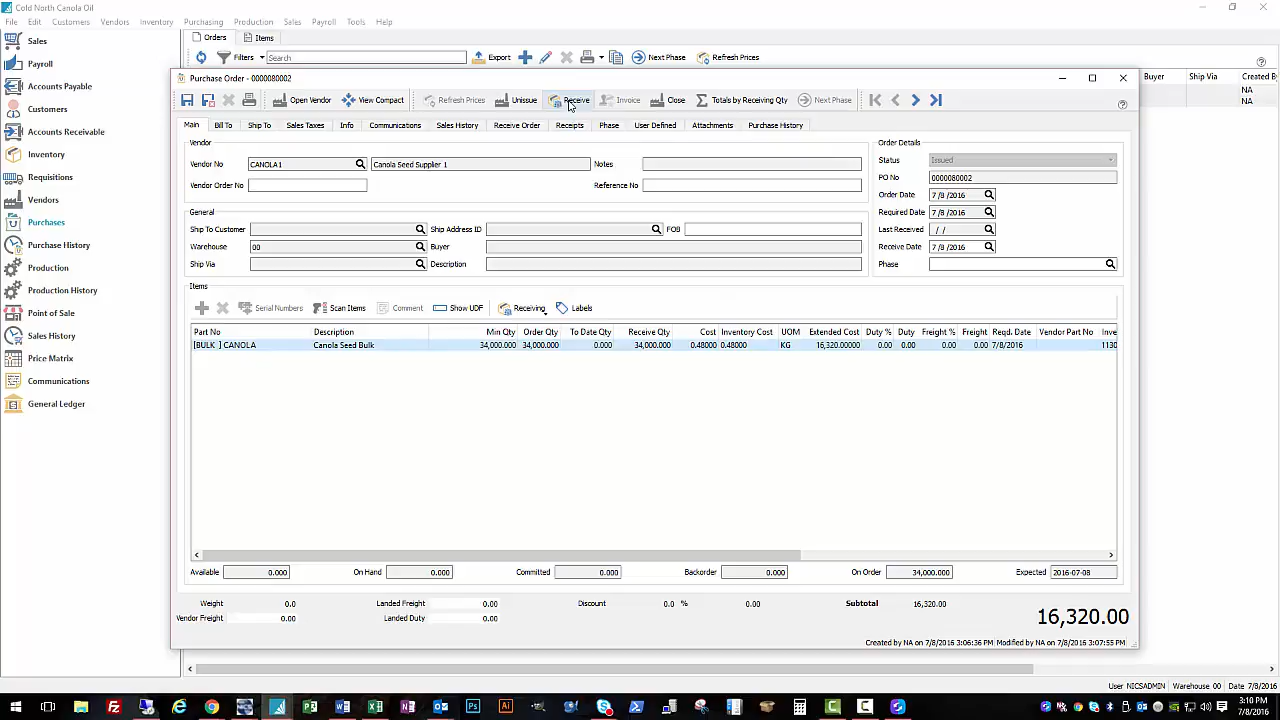 Cold North Canola Oil
File Edit Customers Vendors Inventory Purchasing Production Sales Payroll Tools Help
Sales
Payroll
Accounts Payable
Customers
Accounts Receivable
Inventory
Requisitions
Vendors
Purchases
Purchase History
Production
Production History
Point of Sale
Sales History
Price Matrix
Communications
General Ledger
Orders Items
Filters Search Export Next Phase Refresh Prices
Buyer Ship Via Created B
NA
NA
Purchase Order - 0000080002
Open Vendor View Compact Refresh Prices Unissue Receive Invoice Close Totals by Receiving Qty Next Phase
Main Bill To Ship To Sales Taxes Info Communications Sales History Receive Order Receipts Phase User Defined Attachments Purchase History
Vendor
Vendor No CANOLA1 Canola Seed Supplier 1 Notes
Vendor Order No Reference No
General
Ship To Customer Ship Address ID FOB
Warehouse 00 Buyer
Ship Via Description
Order Details
Status Issued
PO No 0000080002
Order Date 7 /8 /2016
Required Date 7 /8 /2016
Last Received / /
Receive Date 7 /8 /2016
Phase
Items
Serial Numbers Scan Items Comment Show UDF Receiving Labels
Part No Description Min Qty Order Qty To Date Qty Receive Qty Cost Inventory Cost UOM Extended Cost Duty % Duty Freight % Freight Reqd. Date Vendor Part No Inve
[BULK ] CANOLA Canola Seed Bulk 34,000.000 34,000.000 0.000 34,000.000 0.48000 0.48000 KG 16,320.00000 0.00 0.00 0.00 0.00 7/8/2016 1130
Available 0.000 On Hand 0.000 Committed 0.000 Backorder 0.000 On Order 34,000.000 Expected 2016-07-08
Weight 0.0 Landed Freight 0.00 Discount 0.0 % 0.00 Subtotal 16,320.00
Vendor Freight 0.00 Landed Duty 0.00
16,320.00
Created by NA on 7/8/2016 3:06:36 PM Modified by NA on 7/8/2016 3:07:55 PM
User NICSADMIN Warehouse 00 Date 7/8/2016
3:10 PM
7/8/2016